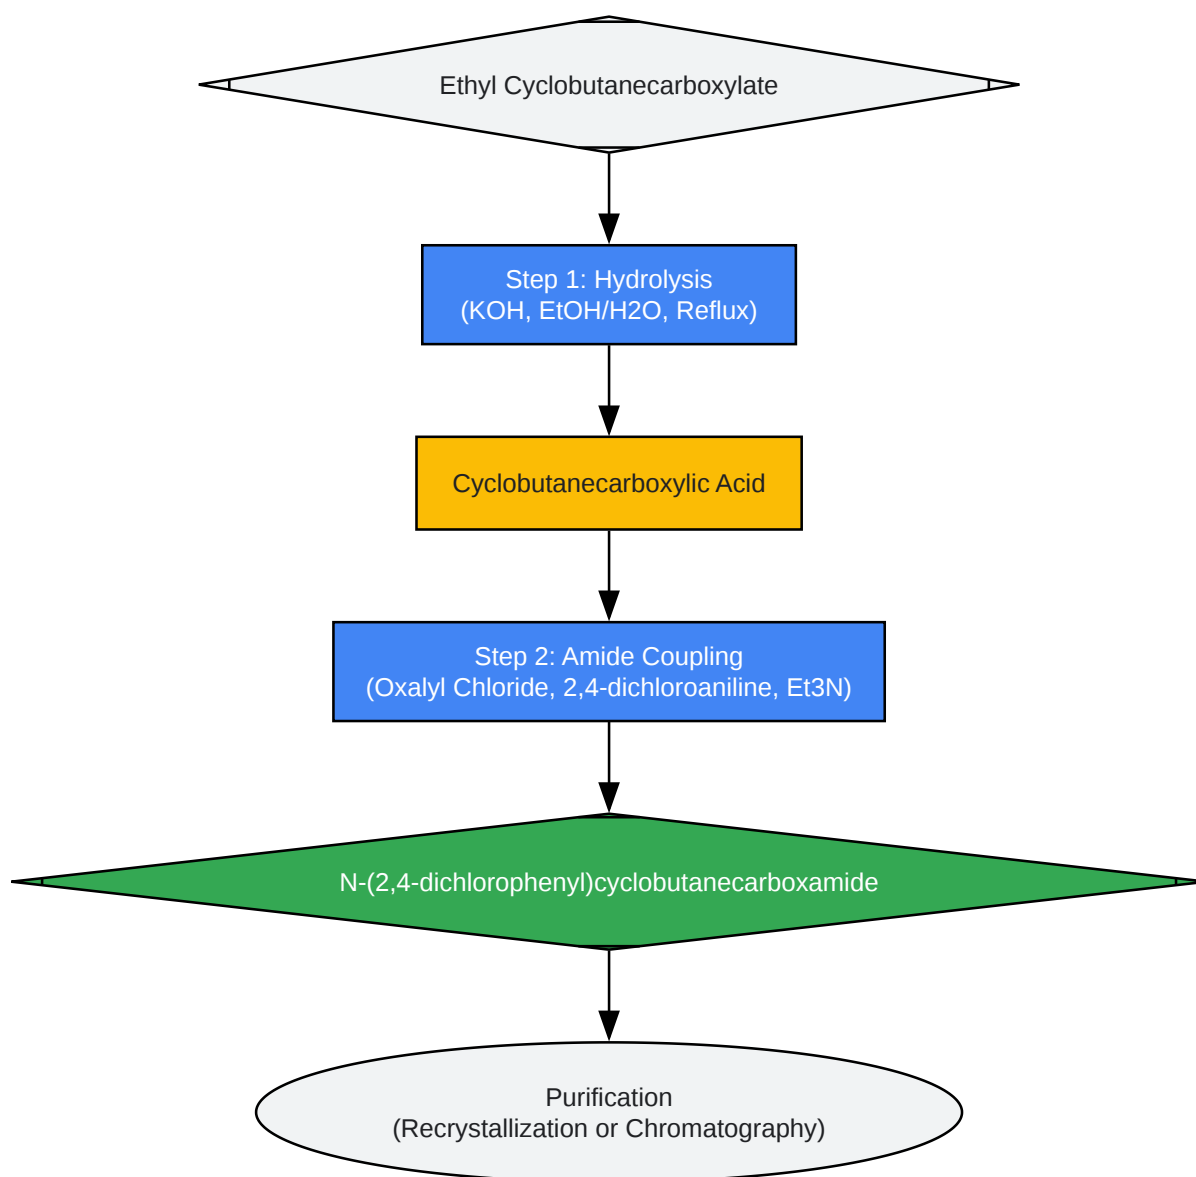 Ethyl Cyclobutanecarboxylate
Step 1: Hydrolysis
(KOH, EtOH/H2O, Reflux)
Cyclobutanecarboxylic Acid
Step 2: Amide Coupling
(Oxalyl Chloride, 2,4-dichloroaniline, Et3N)
N-(2,4-dichlorophenyl)cyclobutanecarboxamide
Purification
(Recrystallization or Chromatography)